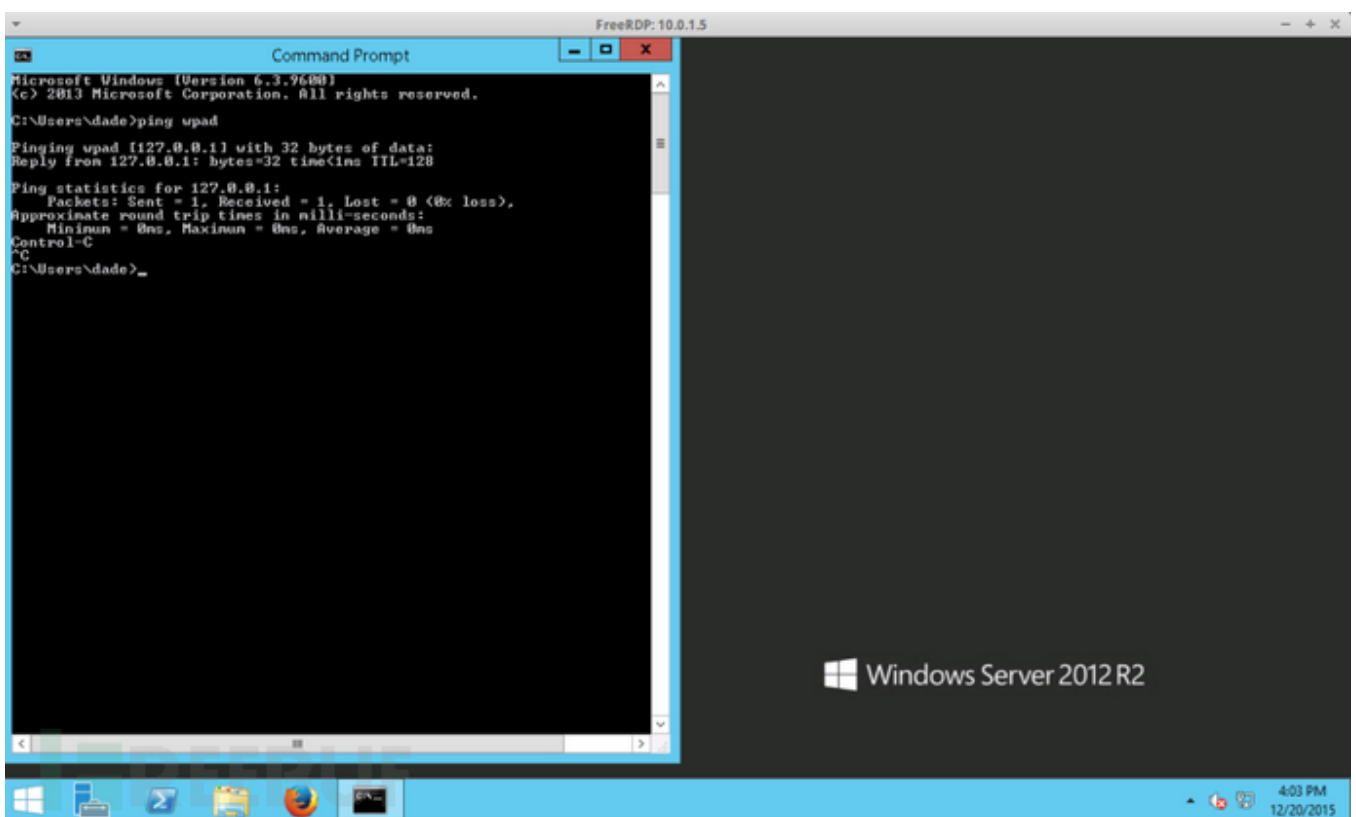 FreeRDP: 10.0.1.5
Command Prompt
Microsoft Windows [Version 6.3.9600]
(c) 2013 Microsoft Corporation. All rights reserved.
C:\Users\dade>ping wpad
Pinging wpad [127.0.0.1] with 32 bytes of data:
Reply from 127.0.0.1: bytes=32 time<1ms TTL=128
Ping statistics for 127.0.0.1:
Packets: Sent = 1, Received = 1, Lost = 0 (0% loss),
Approximate round trip times in milli-seconds:
Minimum = 0ms, Maximum = 0ms, Average = 0ms
Control-C
^C
C:\Users\dade>_
Windows Server 2012 R2
4:03 PM
12/20/2015